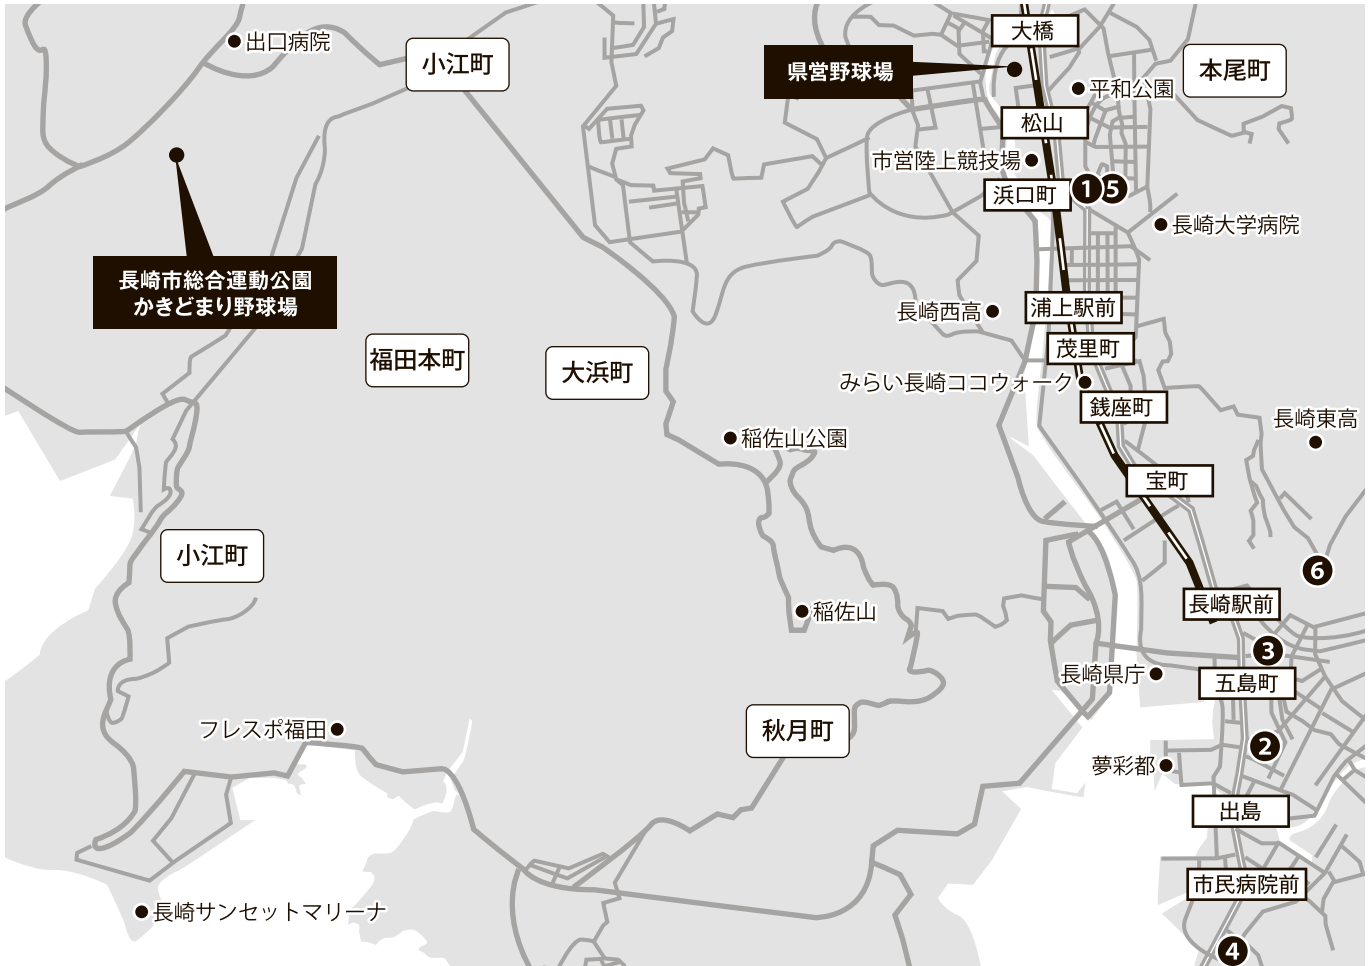 大橋
出口病院
小江町
県営野球場
本尾町
平和公園
松山
市営陸上競技場
浜口町
1
5
長崎大学病院
長崎市総合運動公園
かきどまり野球場
長崎西高
浦上駅前
茂里町
福田本町
大浜町
みらい長崎ココウォーク
銭座町
長崎東高
稲佐山公園
宝町
小江町
6
長崎駅前
稲佐山
3
長崎県庁
五島町
秋月町
フレスポ福田
2
夢彩都
出島
市民病院前
長崎サンセットマリーナ
4